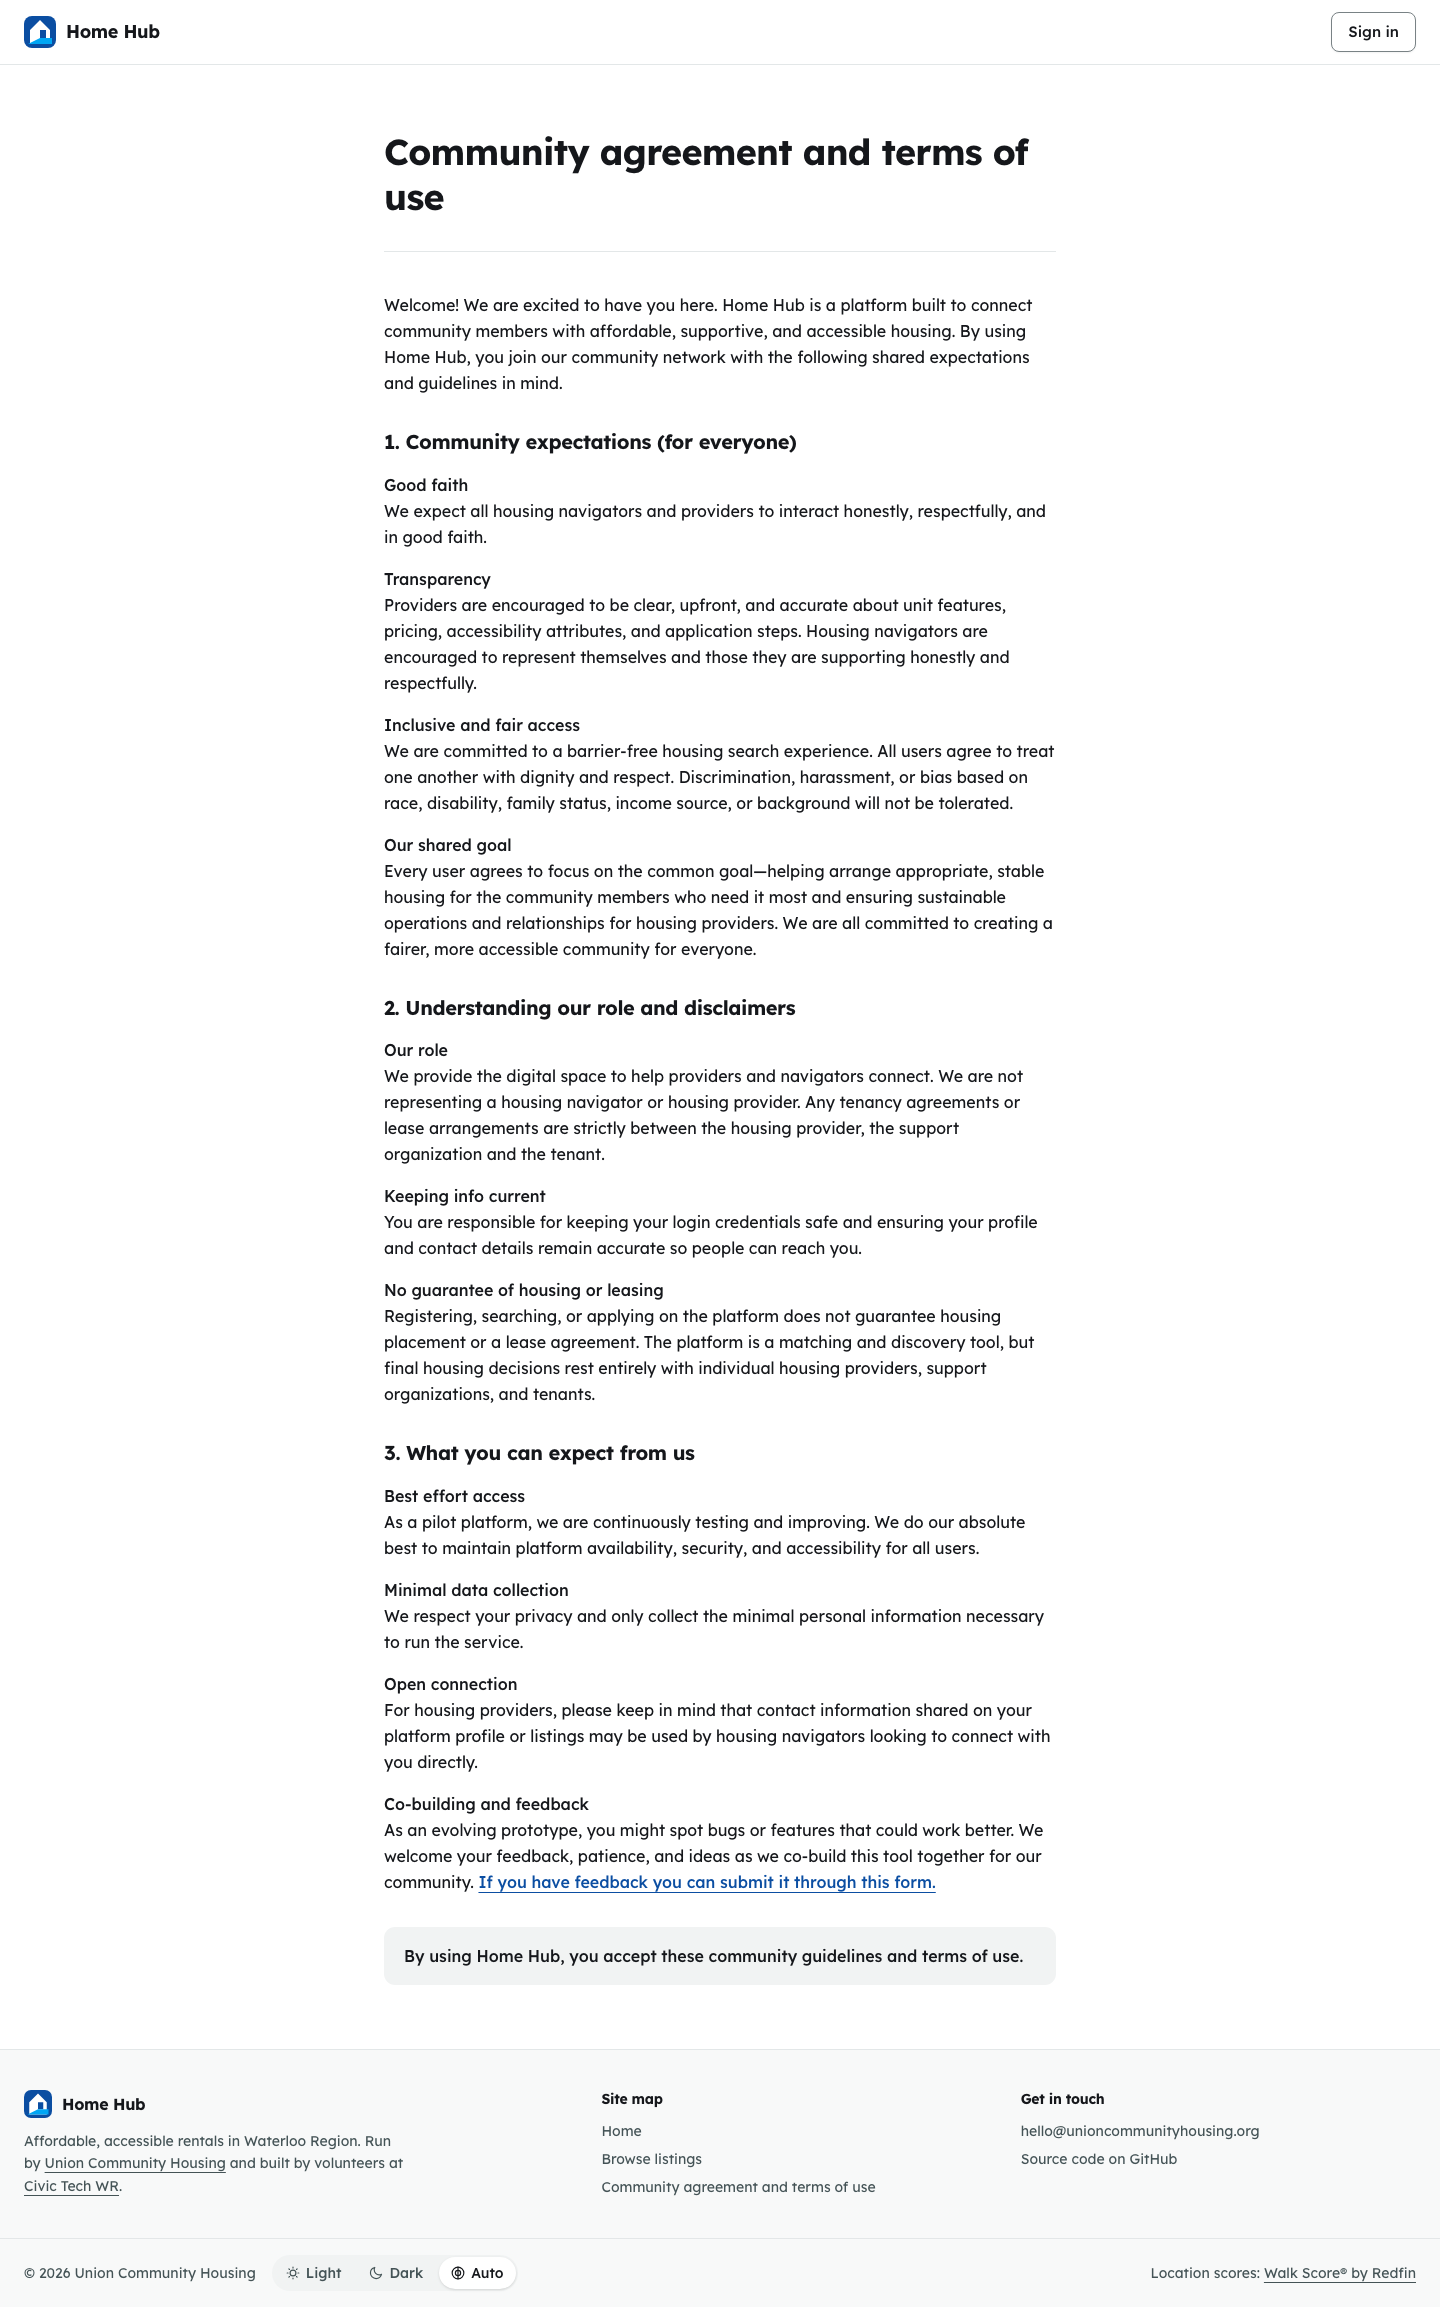 Home Hub
Sign in
Community agreement and terms of
use
Welcome! We are excited to have you here. Home Hub is a platform built to connect
community members with affordable, supportive, and accessible housing. By using
Home Hub, you join our community network with the following shared expectations
and guidelines in mind.
1. Community expectations (for everyone)
Good faith
We expect all housing navigators and providers to interact honestly, respectfully, and
in good faith.
Transparency
Providers are encouraged to be clear, upfront, and accurate about unit features,
pricing, accessibility attributes, and application steps. Housing navigators are
encouraged to represent themselves and those they are supporting honestly and
respectfully.
Inclusive and fair access
We are committed to a barrier-free housing search experience. All users agree to treat
one another with dignity and respect. Discrimination, harassment, or bias based on
race, disability, family status, income source, or background will not be tolerated.
Our shared goal
Every user agrees to focus on the common goal—helping arrange appropriate, stable
housing for the community members who need it most and ensuring sustainable
operations and relationships for housing providers. We are all committed to creating a
fairer, more accessible community for everyone.
2. Understanding our role and disclaimers
Our role
We provide the digital space to help providers and navigators connect. We are not
representing a housing navigator or housing provider. Any tenancy agreements or
lease arrangements are strictly between the housing provider, the support
organization and the tenant.
Keeping info current
You are responsible for keeping your login credentials safe and ensuring your profile
and contact details remain accurate so people can reach you.
No guarantee of housing or leasing
Registering, searching, or applying on the platform does not guarantee housing
placement or a lease agreement. The platform is a matching and discovery tool, but
final housing decisions rest entirely with individual housing providers, support
organizations, and tenants.
3. What you can expect from us
Best effort access
As a pilot platform, we are continuously testing and improving. We do our absolute
best to maintain platform availability, security, and accessibility for all users.
Minimal data collection
We respect your privacy and only collect the minimal personal information necessary
to run the service.
Open connection
For housing providers, please keep in mind that contact information shared on your
platform profile or listings may be used by housing navigators looking to connect with
you directly.
Co-building and feedback
As an evolving prototype, you might spot bugs or features that could work better. We
welcome your feedback, patience, and ideas as we co-build this tool together for our
community. If you have feedback you can submit it through this form.
By using Home Hub, you accept these community guidelines and terms of use.
Home Hub
Affordable, accessible rentals in Waterloo Region. Run
by Union Community Housing and built by volunteers at
Civic Tech WR.
Site map
Home
Browse listings
Community agreement and terms of use
Get in touch
hello@unioncommunityhousing.org
Source code on GitHub
© 2026 Union Community Housing
Light
Dark
Auto
Location scores: Walk Score® by Redfin